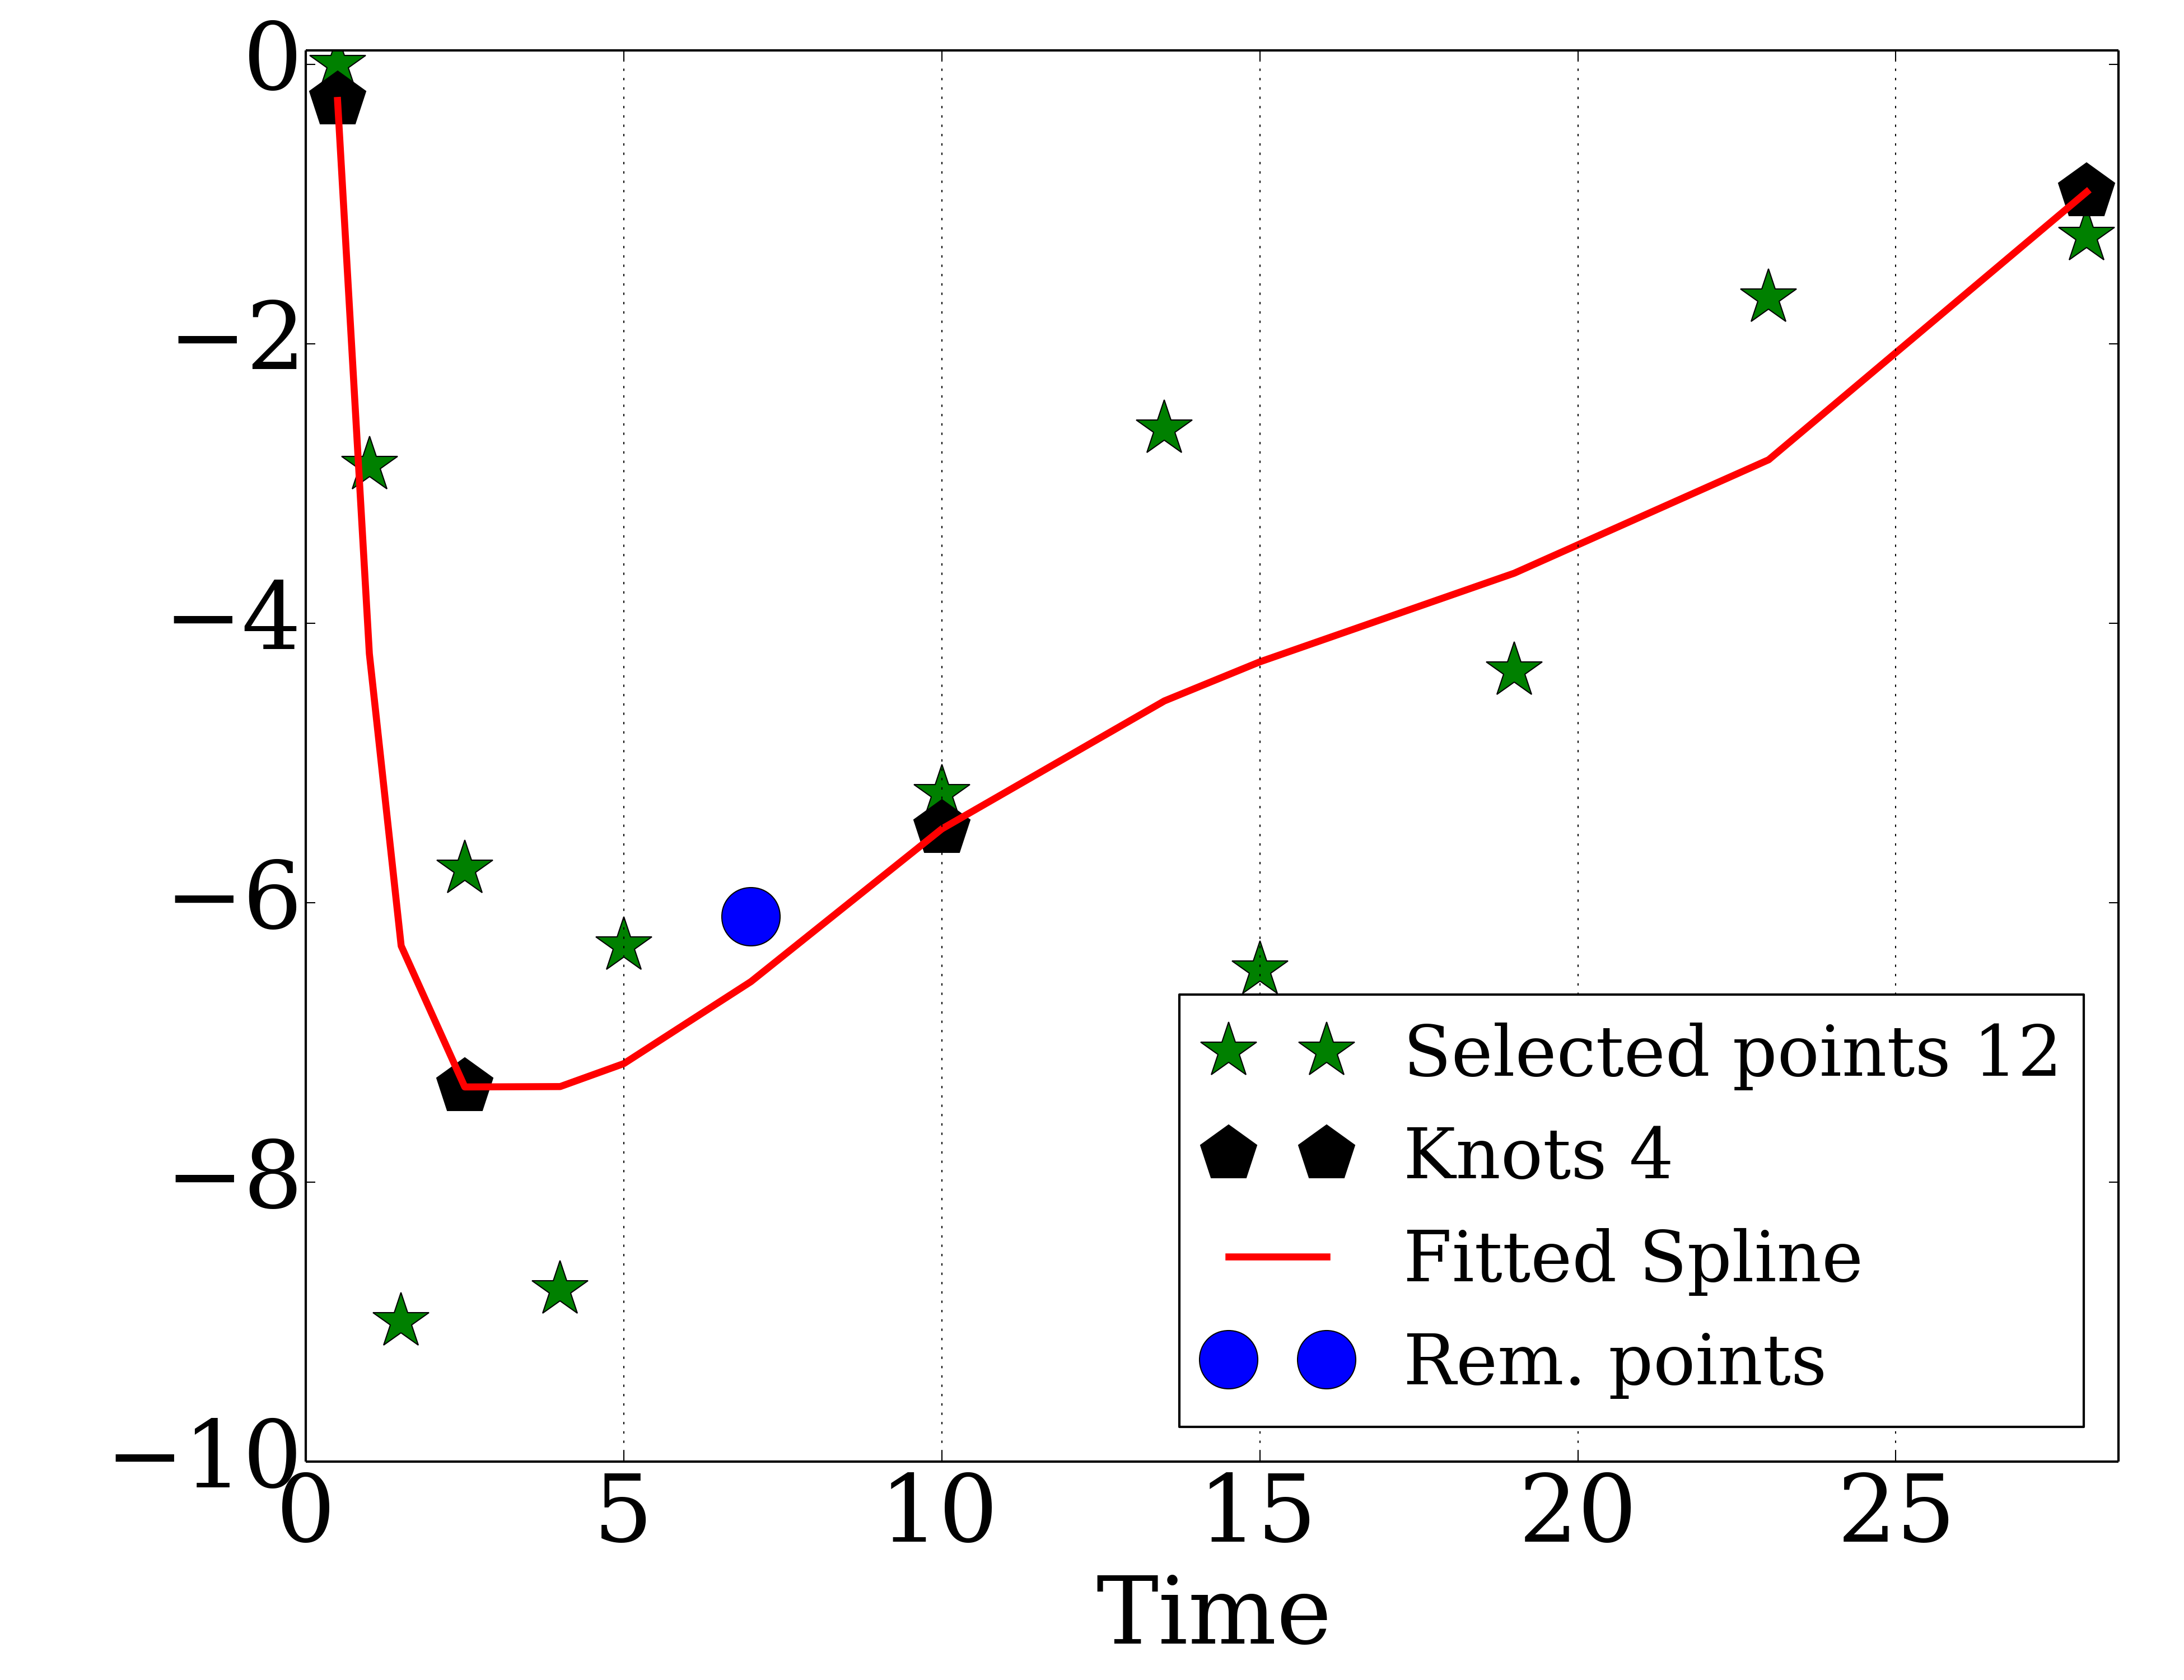 0
−2
−4
−6
−8
−10
0 5 10 15 20 25
Time
Selected points 12
Knots 4
Fitted Spline
Rem. points